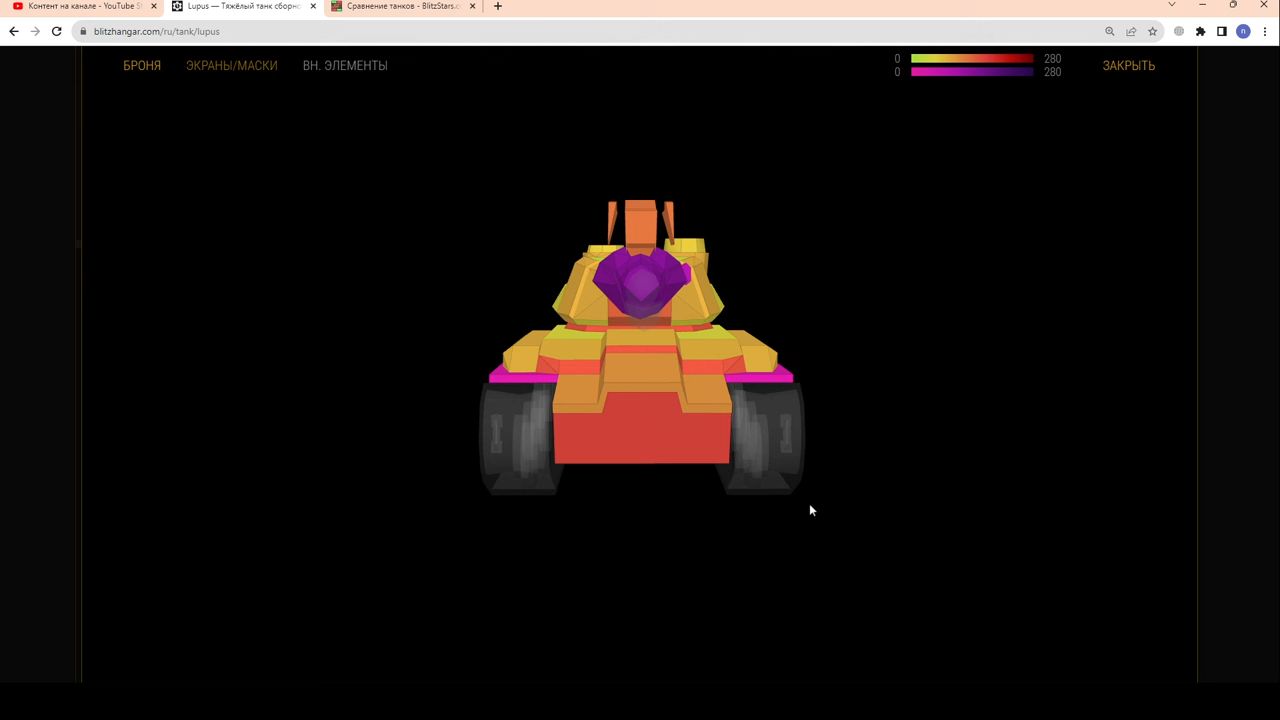 Контент на канале - YouTube S
Lupus — Тяжёлый танк сборно
Сравнение танков - BlitzStars.c
blitzhangar.com/ru/tank/lupus
n
БРОНЯ
ЭКРАНЫ/МАСКИ
ВН. ЭЛЕМЕНТЫ
0 280
0 280
ЗАКРЫТЬ